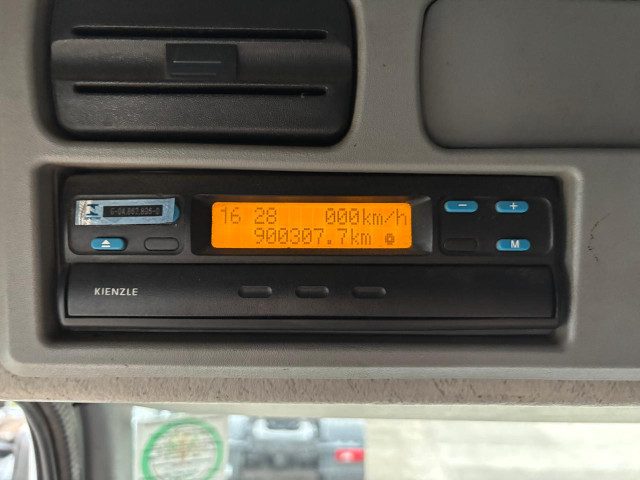 16 28 000km/h
900307.7km
− +
M
KIENZLE